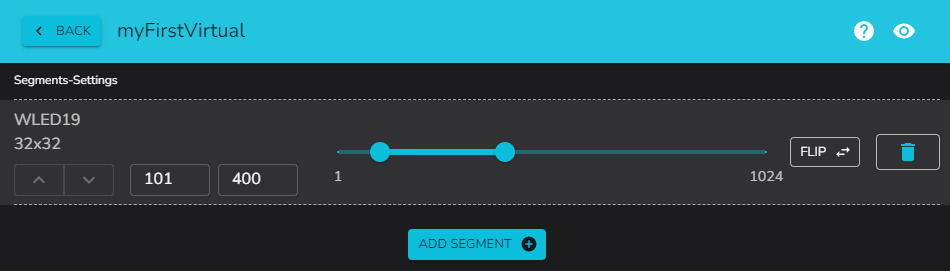 BACK myFirstVirtual
Segments-Settings
WLED19
32x32
101 400 1 1024 FLIP
ADD SEGMENT